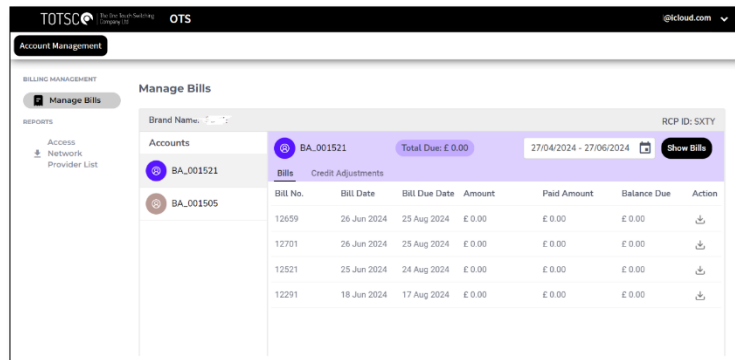 TOTSCO The One Touch Switching Company Ltd OTS @icloud.com
Account Management
BILLING MANAGEMENT
Manage Bills
REPORTS
Access
Network
Provider List
Manage Bills
Brand Name: RCP ID: SXTY
Accounts
BA_001521
BA_001505
BA_001521 Total Due: £ 0.00 27/04/2024 - 27/06/2024 Show Bills
Bills Credit Adjustments
Bill No. Bill Date Bill Due Date Amount Paid Amount Balance Due Action
12659 26 Jun 2024 25 Aug 2024 £ 0.00 £ 0.00 £ 0.00
12701 26 Jun 2024 25 Aug 2024 £ 0.00 £ 0.00 £ 0.00
12521 25 Jun 2024 24 Aug 2024 £ 0.00 £ 0.00 £ 0.00
12291 18 Jun 2024 17 Aug 2024 £ 0.00 £ 0.00 £ 0.00